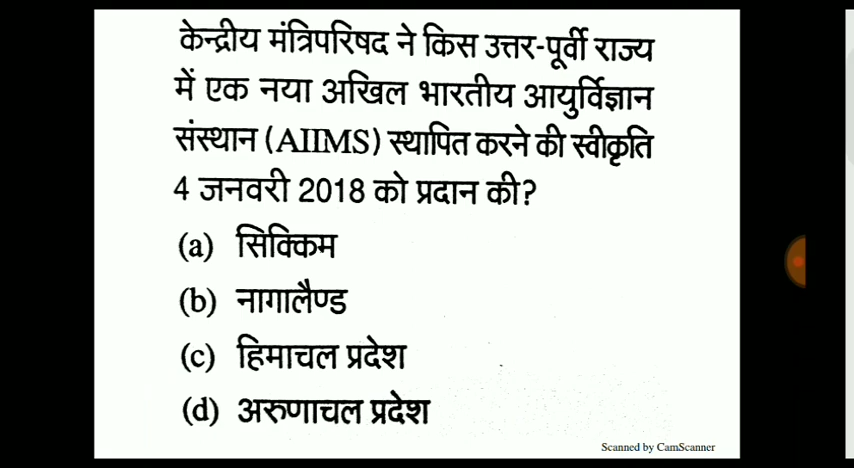 केन्द्रीय मंत्रिपरिषद ने किस उत्तर-पूर्वी राज्य
में एक नया अखिल भारतीय आयुर्विज्ञान
संस्थान (AIIMS) स्थापित करने की स्वीकृति
4 जनवरी 2018 को प्रदान की?
(a) सिक्किम
(b) नागालैण्ड
(c) हिमाचल प्रदेश
(d) अरुणाचल प्रदेश
Scanned by CamScanner